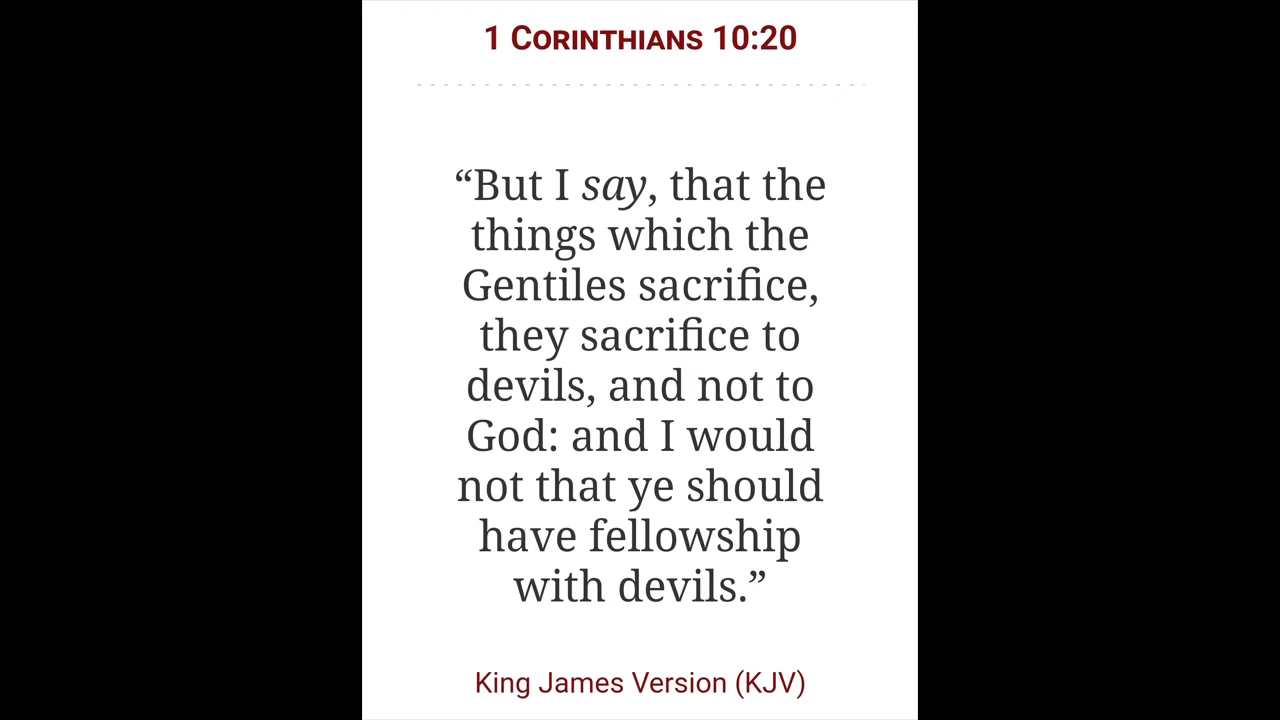 1 Corinthians 10:20
“But I say, that the
things which the
Gentiles sacrifice,
they sacrifice to
devils, and not to
God: and I would
not that ye should
have fellowship
with devils.”
King James Version (KJV)